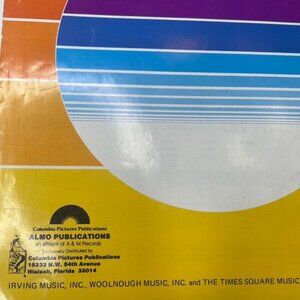 Columbia Pictures Publications
ALMO PUBLICATIONS
an affiliate of A & M Records
Exclusively Distributed by
Columbia Pictures Publications
15333 N.W. 54th Avenue
Hialeah, Florida 33014
IRVING MUSIC, INC., WOOLNOUGH MUSIC, INC. and THE TIMES SQUARE MUSIC